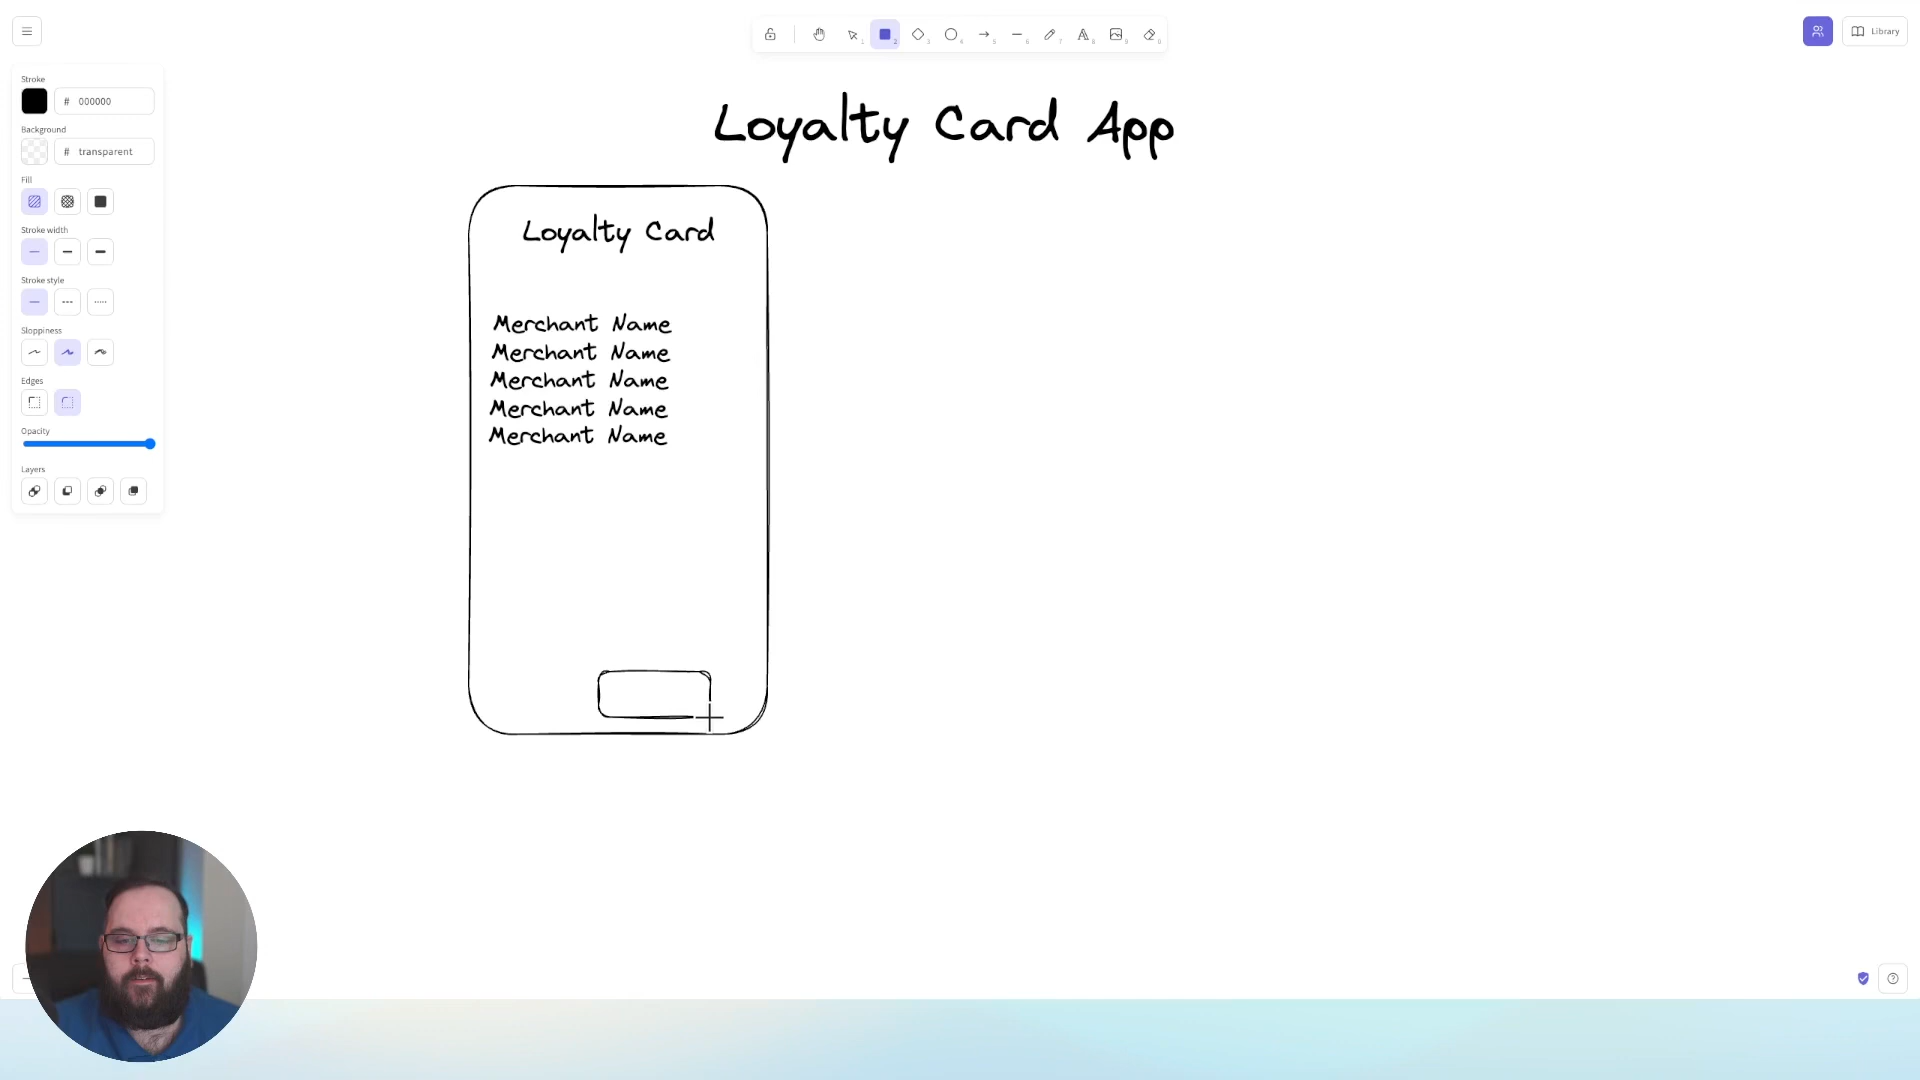 Library
Stroke
# 000000
Background
# transparent
Fill
Stroke width
Stroke style
Sloppiness
Edges
Opacity
Layers
Loyalty Card App
Loyalty Card
Merchant Name
Merchant Name
Merchant Name
Merchant Name
Merchant Name